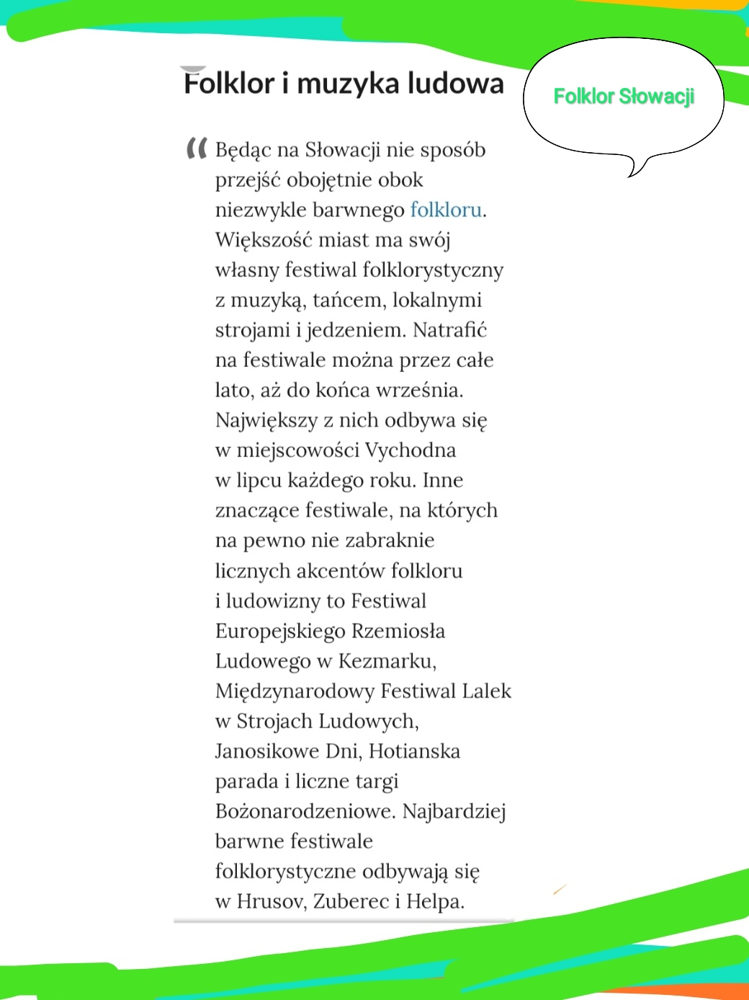 Folklor i muzyka ludowa
Folklor Słowacji
“ Będąc na Słowacji nie sposób
przejść obojętnie obok
niezwykle barwnego folkloru.
Większość miast ma swój
własny festiwal folklorystyczny
z muzyką, tańcem, lokalnymi
strojami i jedzeniem. Natrafić
na festiwale można przez całe
lato, aż do końca września.
Największy z nich odbywa się
w miejscowości Vychodna
w lipcu każdego roku. Inne
znaczące festiwale, na których
na pewno nie zabraknie
licznych akcentów folkloru
i ludowizny to Festiwal
Europejskiego Rzemiosła
Ludowego w Kezmarku,
Międzynarodowy Festiwal Lalek
w Strojach Ludowych,
Janosikowe Dni, Hotianska
parada i liczne targi
Bożonarodzeniowe. Najbardziej
barwne festiwale
folklorystyczne odbywają się
w Hrusov, Zuberec i Helpa.